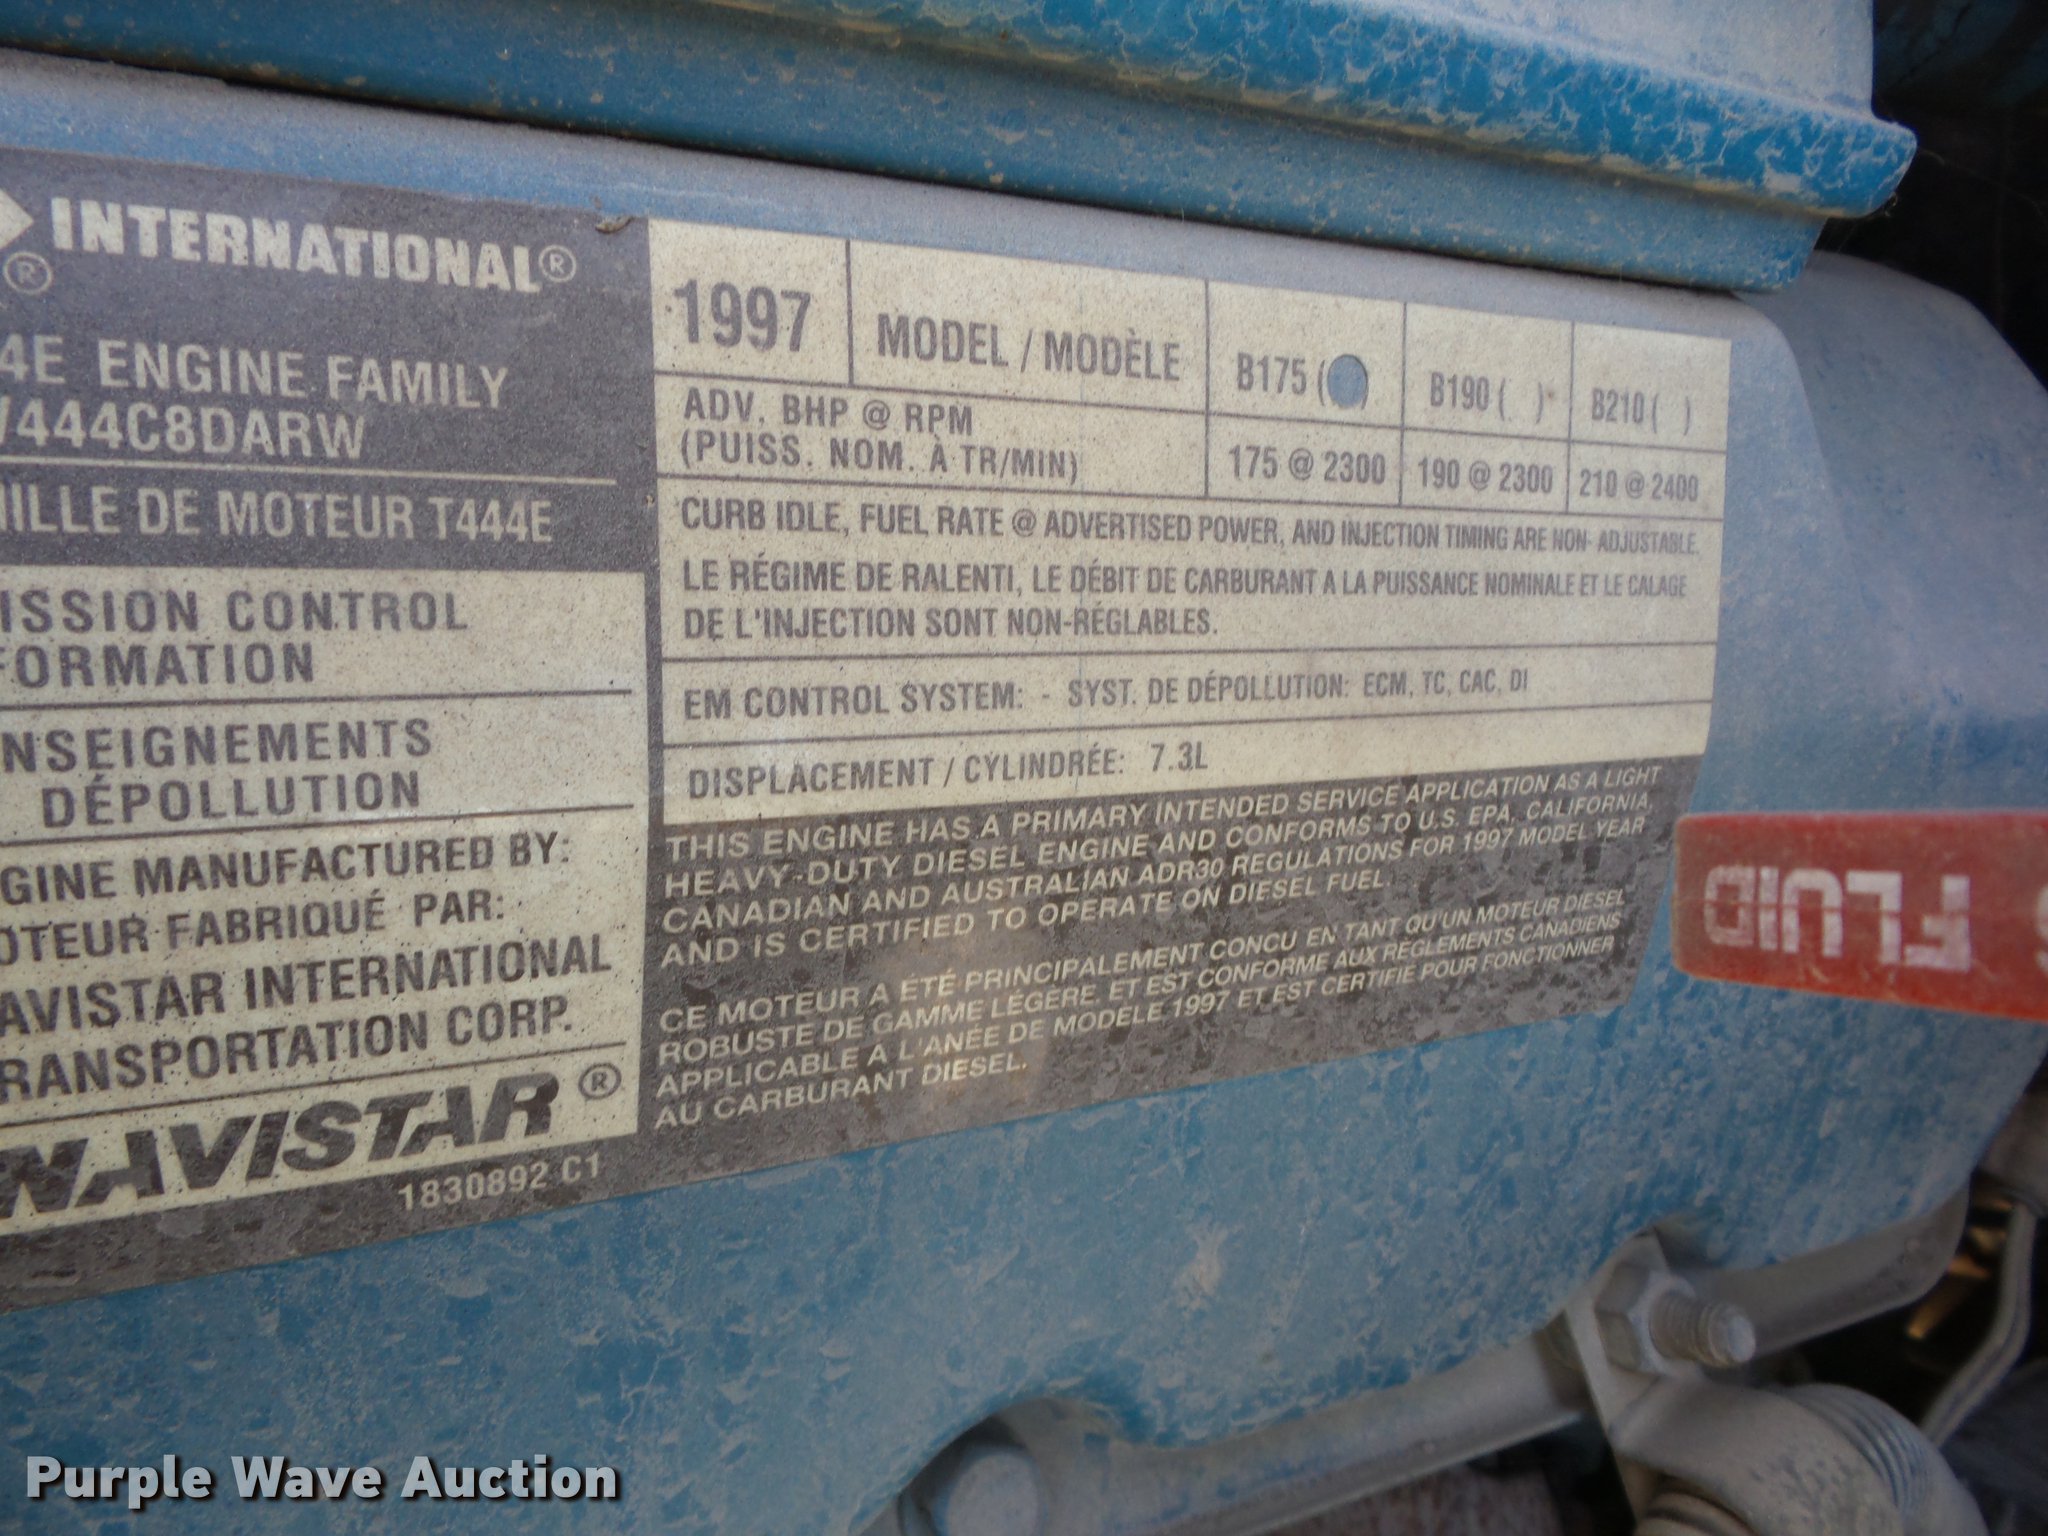 INTERNATIONAL®
®
4E ENGINE FAMILY
444C8DARW
ILLE DE MOTEUR T444E
ISSION CONTROL
FORMATION
NSEIGNEMENTS
DÉPOLLUTION
GINE MANUFACTURED BY:
OTEUR FABRIQUÉ PAR:
AVISTAR INTERNATIONAL
RANSPORTATION CORP.
NAVISTAR®
1830892 C1
1997 MODEL / MODÈLE B175 ( ) B190 ( ) B210 ( )
ADV. BHP @ RPM
(PUISS. NOM. À TR/MIN) 175 @ 2300 190 @ 2300 210 @ 2400
CURB IDLE, FUEL RATE @ ADVERTISED POWER, AND INJECTION TIMING ARE NON- ADJUSTABLE.
LE RÉGIME DE RALENTI, LE DÉBIT DE CARBURANT A LA PUISSANCE NOMINALE ET LE CALAGE
DE L'INJECTION SONT NON-RÉGLABLES.
EM CONTROL SYSTEM: - SYST. DE DÉPOLLUTION: ECM, TC, CAC, DI
DISPLACEMENT / CYLINDRÉE: 7.3L
THIS ENGINE HAS A PRIMARY INTENDED SERVICE APPLICATION AS A LIGHT
HEAVY-DUTY DIESEL ENGINE AND CONFORMS TO U.S. EPA, CALIFORNIA,
CANADIAN AND AUSTRALIAN ADR30 REGULATIONS FOR 1997 MODEL YEAR
AND IS CERTIFIED TO OPERATE ON DIESEL FUEL.
CE MOTEUR A ÉTÉ PRINCIPALEMENT CONCU EN TANT QU'UN MOTEUR DIESEL
ROBUSTE DE GAMME LÉGÈRE. ET EST CONFORME AUX RÉGLEMENTS CANADIENS
APPLICABLE A L'ANÉE DE MODÈLE 1997 ET EST CERTIFIÉ POUR FONCTIONNER
AU CARBURANT DIESEL.
FLUID
Purple Wave Auction